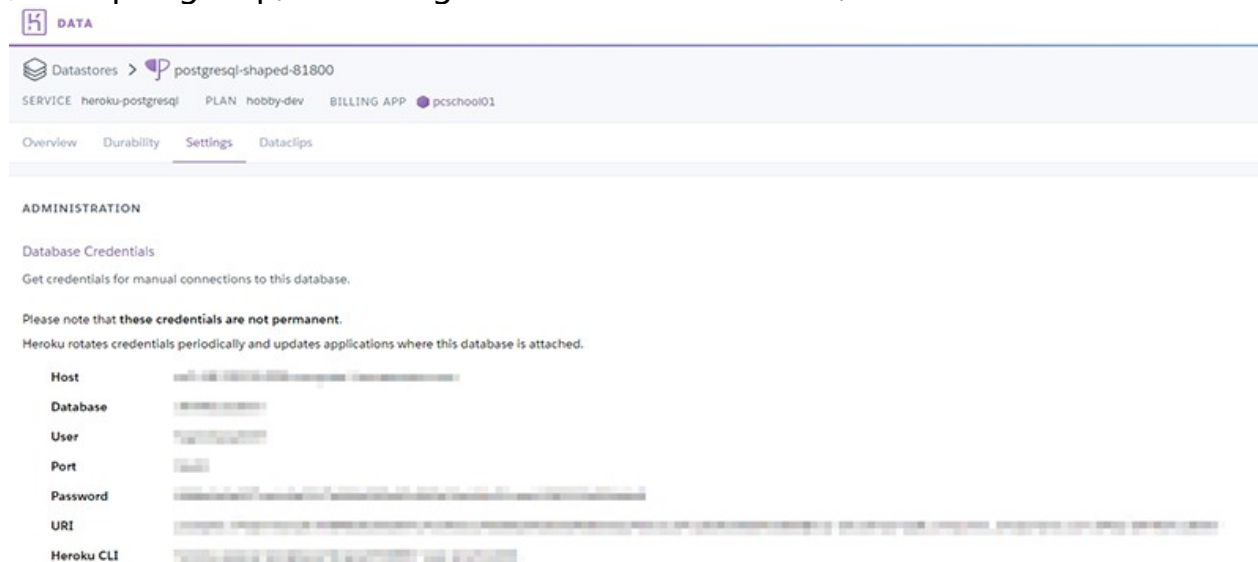 DATA
Datastores > postgresql-shaped-81800
SERVICE heroku-postgresql PLAN hobby-dev BILLING APP pcschool01
Overview Durability Settings Dataclips
ADMINISTRATION
Database Credentials
Get credentials for manual connections to this database.
Please note that these credentials are not permanent.
Heroku rotates credentials periodically and updates applications where this database is attached.
Host
Database
User
Port
Password
URI
Heroku CLI